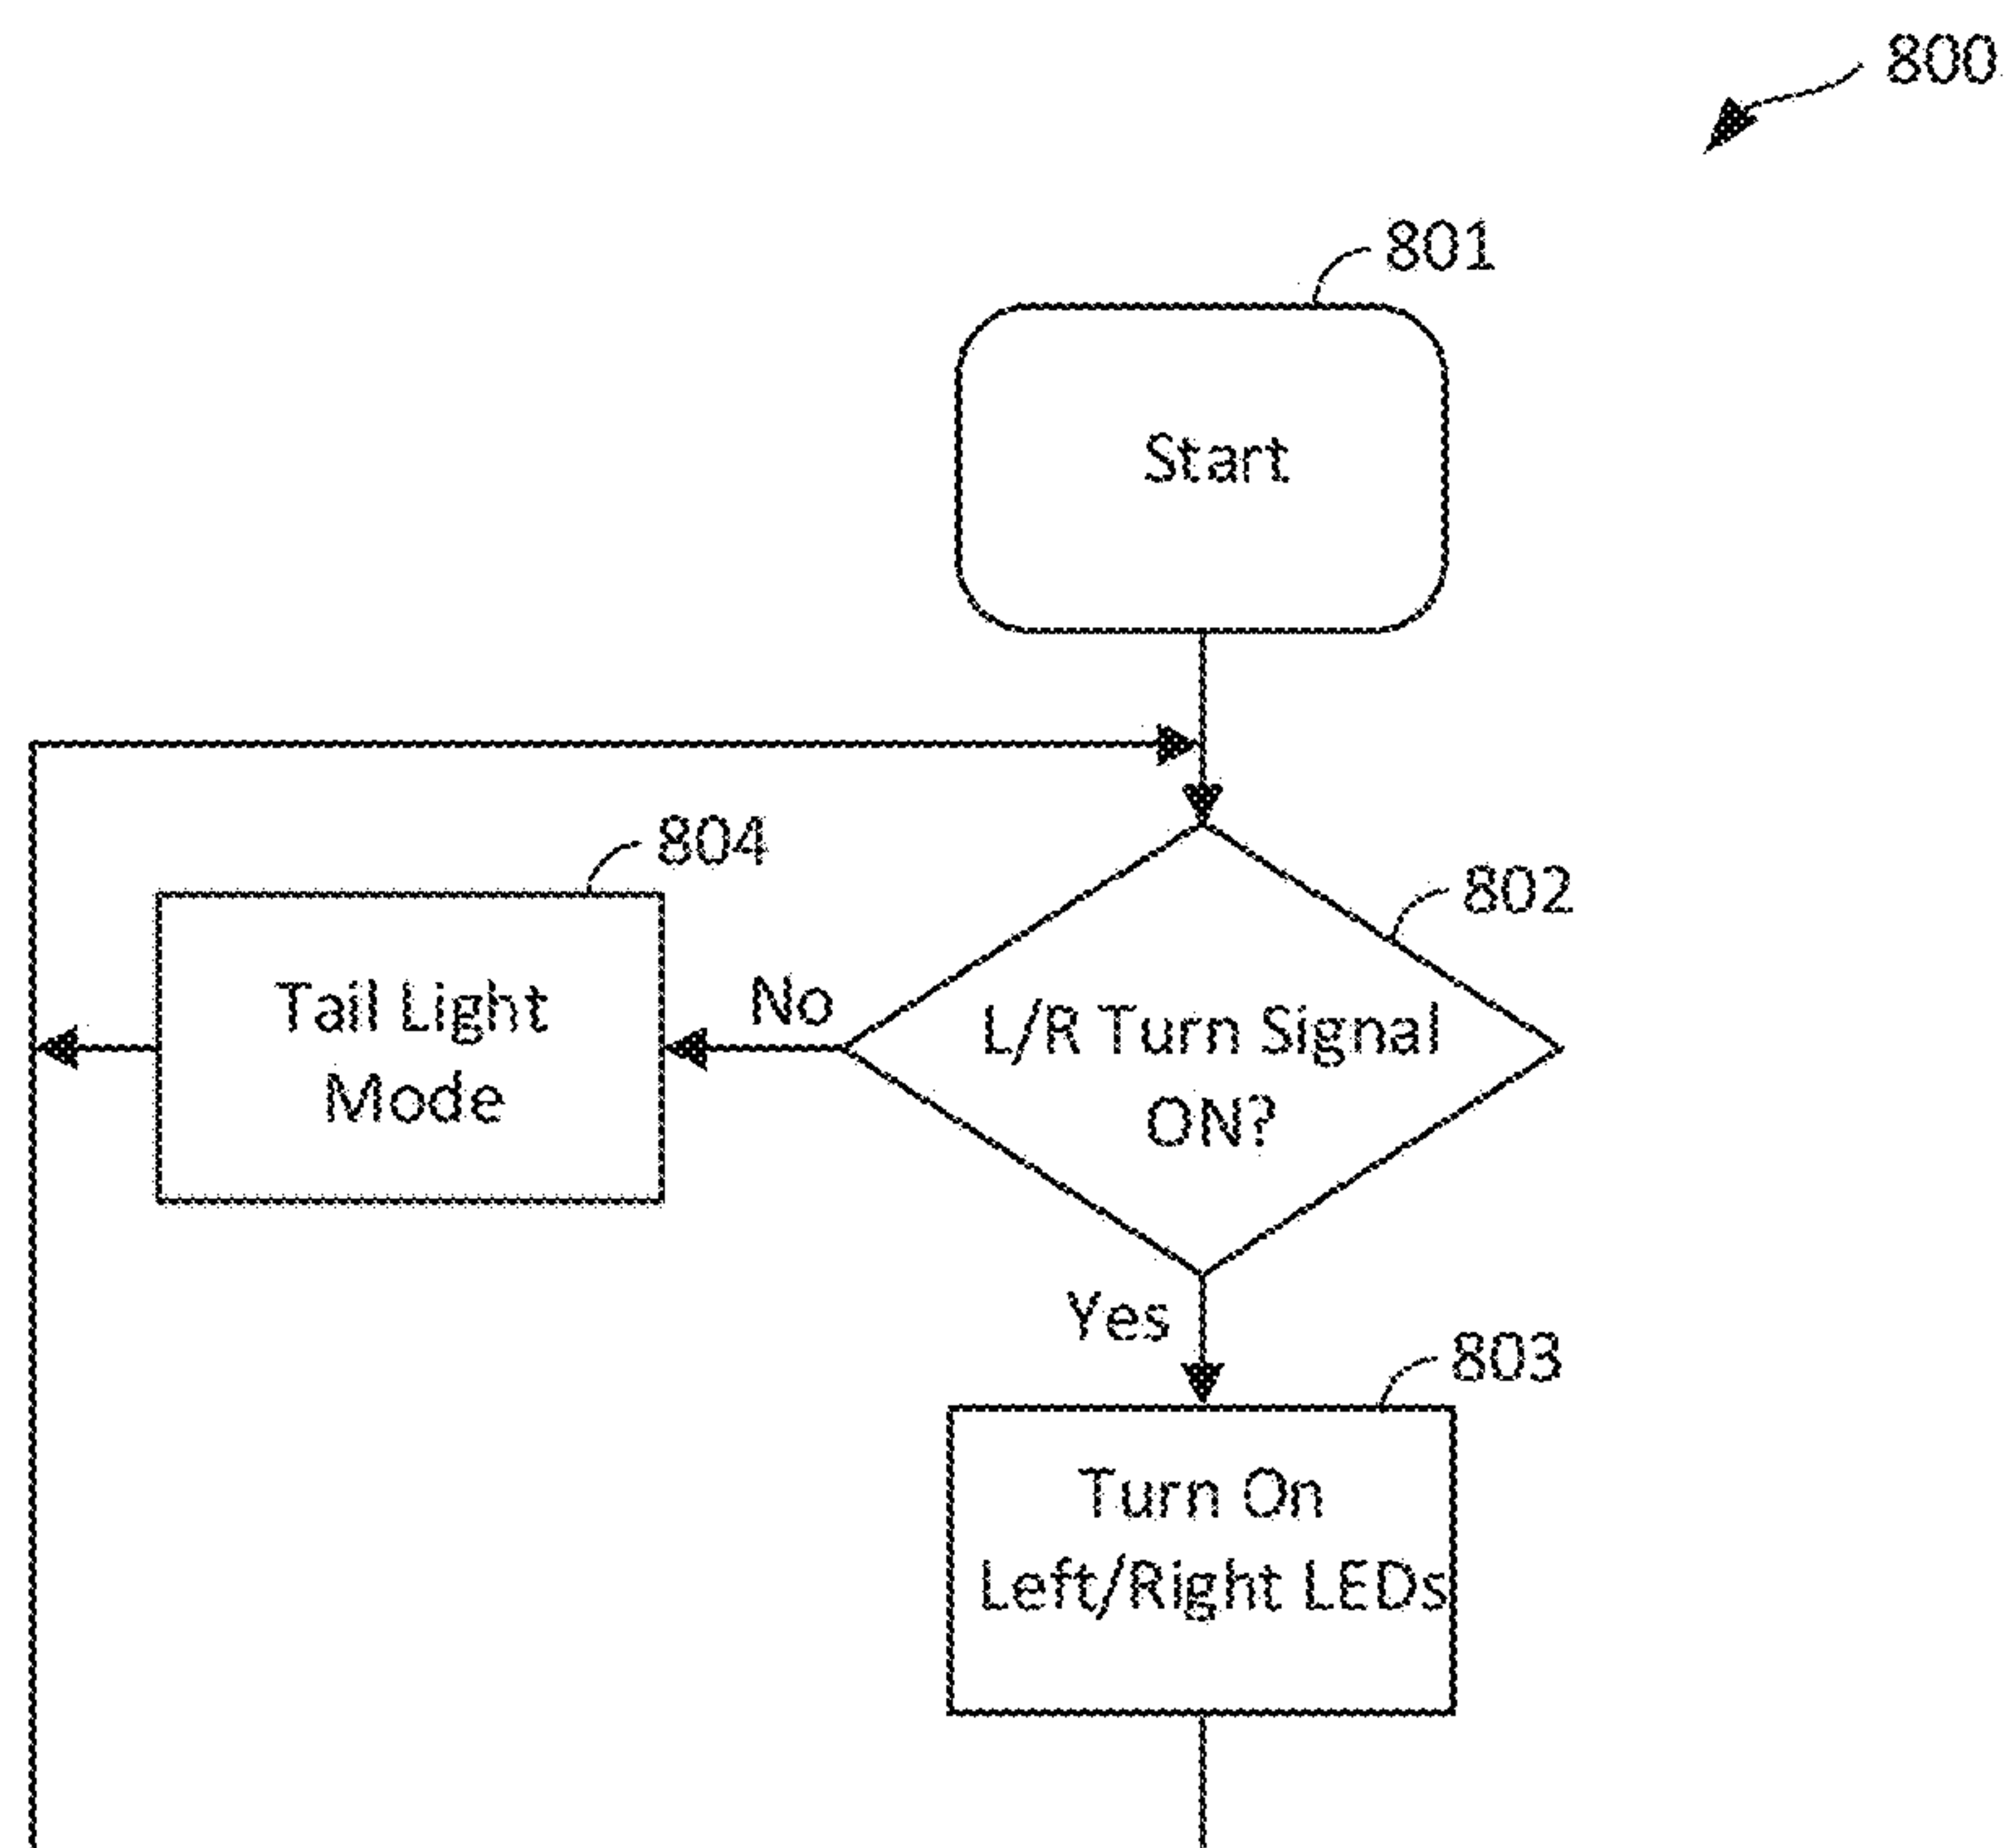 800
801
Start
804
802
Tail Light
Mode
No
L/R Turn Signal
ON?
Yes
803
Turn On
Left/Right LEDs